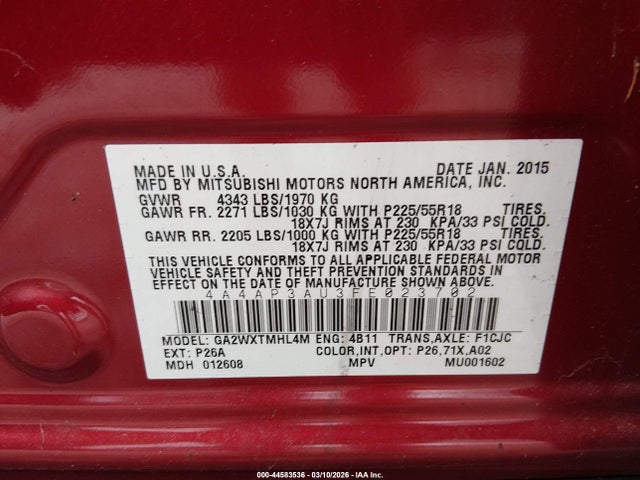 MADE IN U.S.A. DATE JAN. 2015
MFD BY MITSUBISHI MOTORS NORTH AMERICA, INC.
GVWR 4343 LBS/1970 KG
GAWR FR. 2271 LBS/1030 KG WITH P225/55R18 TIRES,
18X7J RIMS AT 230 KPA/33 PSI COLD.
GAWR RR. 2205 LBS/1000 KG WITH P225/55R18 TIRES,
18X7J RIMS AT 230 KPA/33 PSI COLD.
THIS VEHICLE CONFORMS TO ALL APPLICABLE FEDERAL MOTOR
VEHICLE SAFETY AND THEFT PREVENTION STANDARDS IN
EFFECT ON THE DATE OF MANUFACTURE SHOWN ABOVE.
4A4AP3AU3FE023702
MODEL: GA2WXTMHL4M ENG: 4B11 TRANS,AXLE: F1CJC
EXT: P26A COLOR,INT,OPT: P26,71X,A02
MDH 012608 MPV MU001602
000-44583536 - 03/10/2026 - IAA Inc.